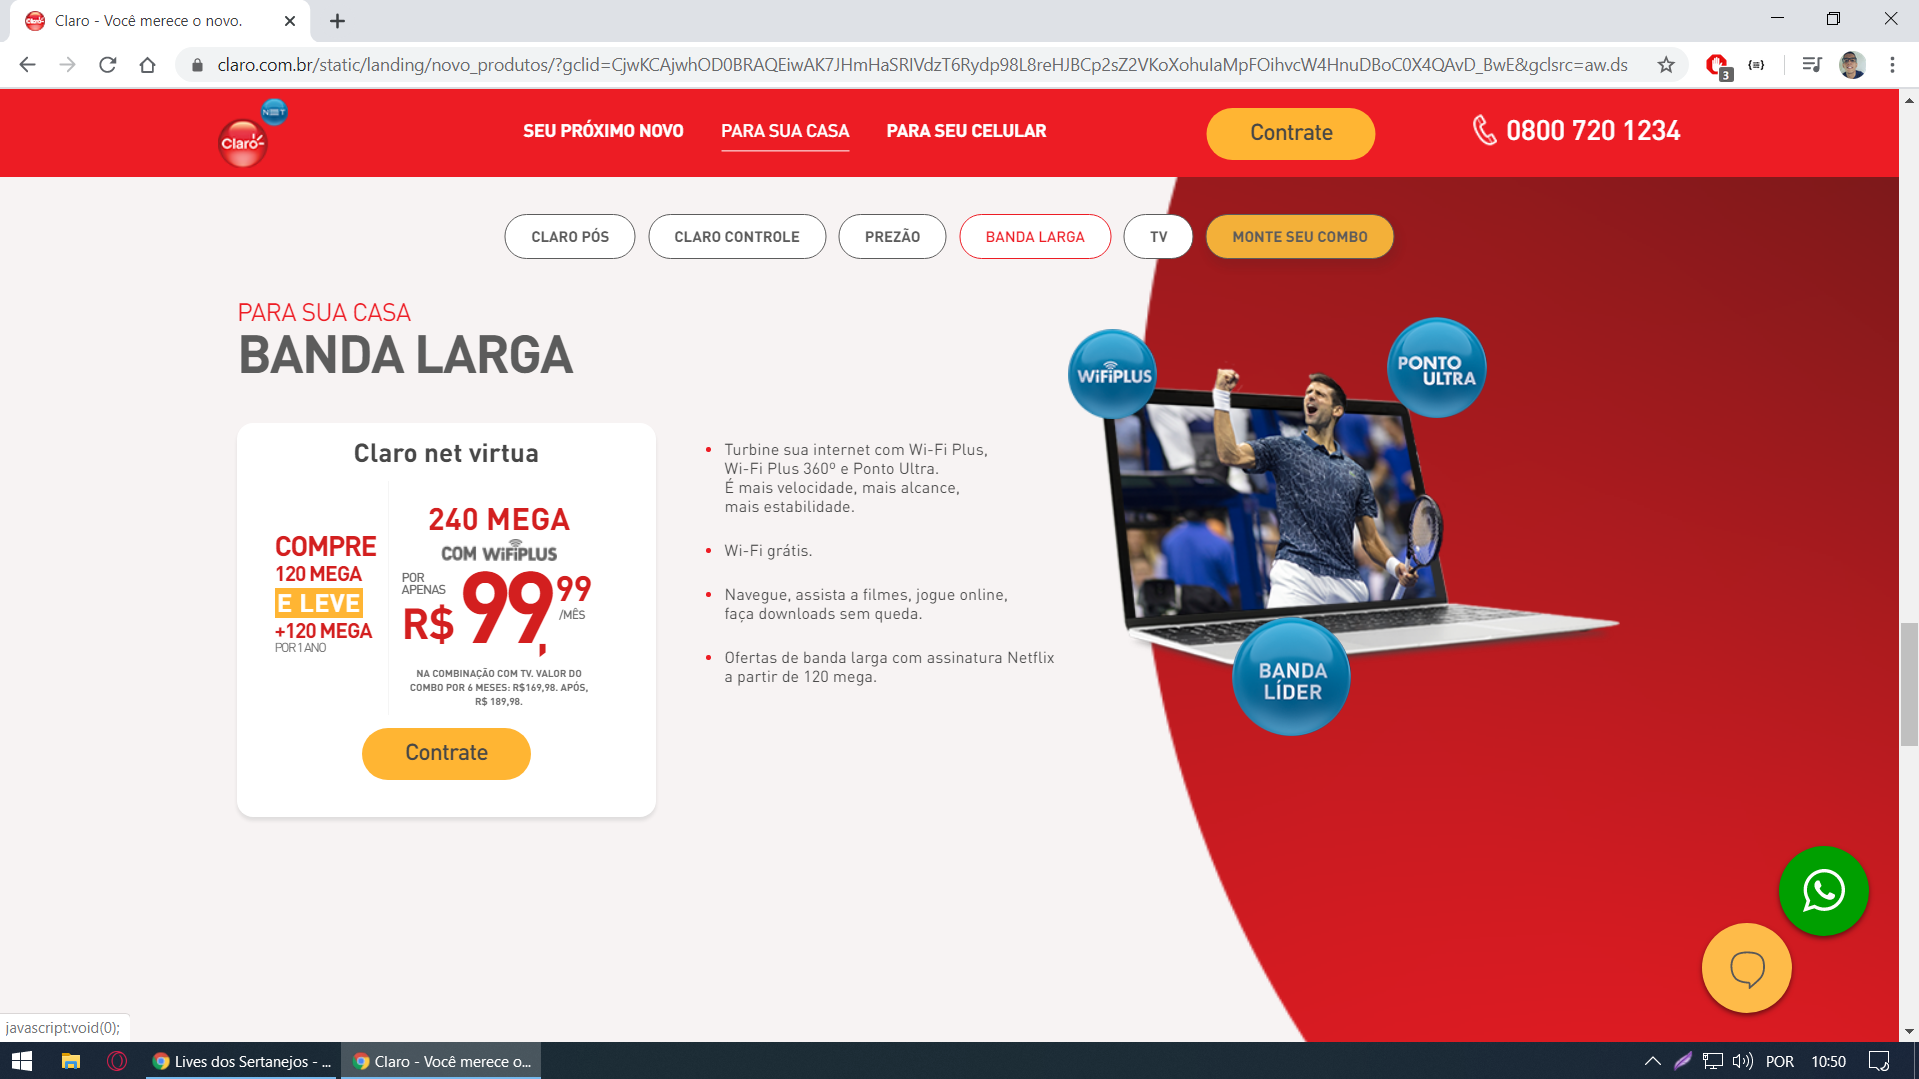 Claro - Você merece o novo.
claro.com.br/static/landing/novo_produtos/?gclid=CjwKCAjwhOD0BRAQEiwAK7JHmHaSRIVdzT6Rydp98L8reHJBCp2sZ2VKoXohuIaMpFOihvcW4HnuDBoC0X4QAvD_BwE&gclsrc=aw.ds
3
Claro
NET
SEU PRÓXIMO NOVO
PARA SUA CASA
PARA SEU CELULAR
Contrate
0800 720 1234
CLARO PÓS
CLARO CONTROLE
PREZÃO
BANDA LARGA
TV
MONTE SEU COMBO
PARA SUA CASA
BANDA LARGA
Claro net virtua
COMPRE
120 MEGA
E LEVE
+120 MEGA
POR 1 ANO
240 MEGA
COM WiFiPLUS
POR
APENAS
R$ 99,99
/MÊS
NA COMBINAÇÃO COM TV. VALOR DO
COMBO POR 6 MESES: R$169,98. APÓS,
R$ 189,98.
Contrate
• Turbine sua internet com Wi-Fi Plus,
Wi-Fi Plus 360º e Ponto Ultra.
É mais velocidade, mais alcance,
mais estabilidade.
• Wi-Fi grátis.
• Navegue, assista a filmes, jogue online,
faça downloads sem queda.
• Ofertas de banda larga com assinatura Netflix
a partir de 120 mega.
WiFiPLUS
PONTO
ULTRA
BANDA
LÍDER
javascript:void(0);
Lives dos Sertanejos - ...
Claro - Você merece o...
POR
10:50